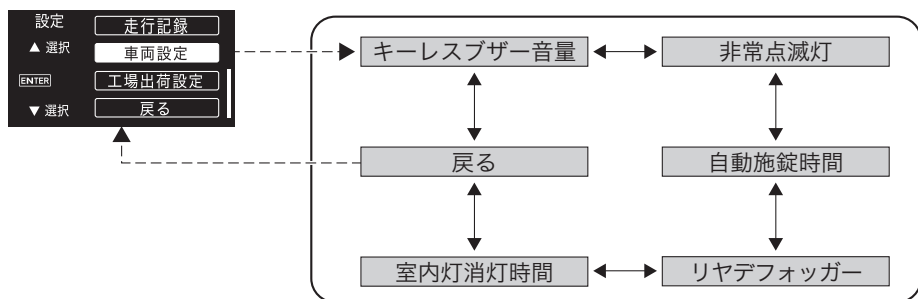 設定
走行記録
▲ 選択
車両設定
ENTER
工場出荷設定
▼ 選択
戻る
キーレスブザー音量
非常点滅灯
戻る
自動施錠時間
室内灯消灯時間
リヤデフォッガー